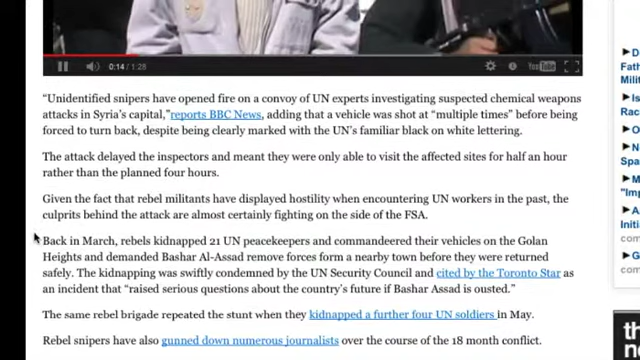 0:14 / 1:28
YouTube
"Unidentified snipers have opened fire on a convoy of UN experts investigating suspected chemical weapons
attacks in Syria's capital," reports BBC News, adding that a vehicle was shot at "multiple times" before being
forced to turn back, despite being clearly marked with the UN's familiar black on white lettering.
The attack delayed the inspectors and meant they were only able to visit the affected sites for half an hour
rather than the planned four hours.
Given the fact that rebel militants have displayed hostility when encountering UN workers in the past, the
culprits behind the attack are almost certainly fighting on the side of the FSA.
Back in March, rebels kidnapped 21 UN peacekeepers and commandeered their vehicles on the Golan
Heights and demanded Bashar Al-Assad remove forces form a nearby town before they were returned
safely. The kidnapping was swiftly condemned by the UN Security Council and cited by the Toronto Star as
an incident that "raised serious questions about the country's future if Bashar Assad is ousted."
The same rebel brigade repeated the stunt when they kidnapped a further four UN soldiers in May.
Rebel snipers have also gunned down numerous journalists over the course of the 18 month conflict.